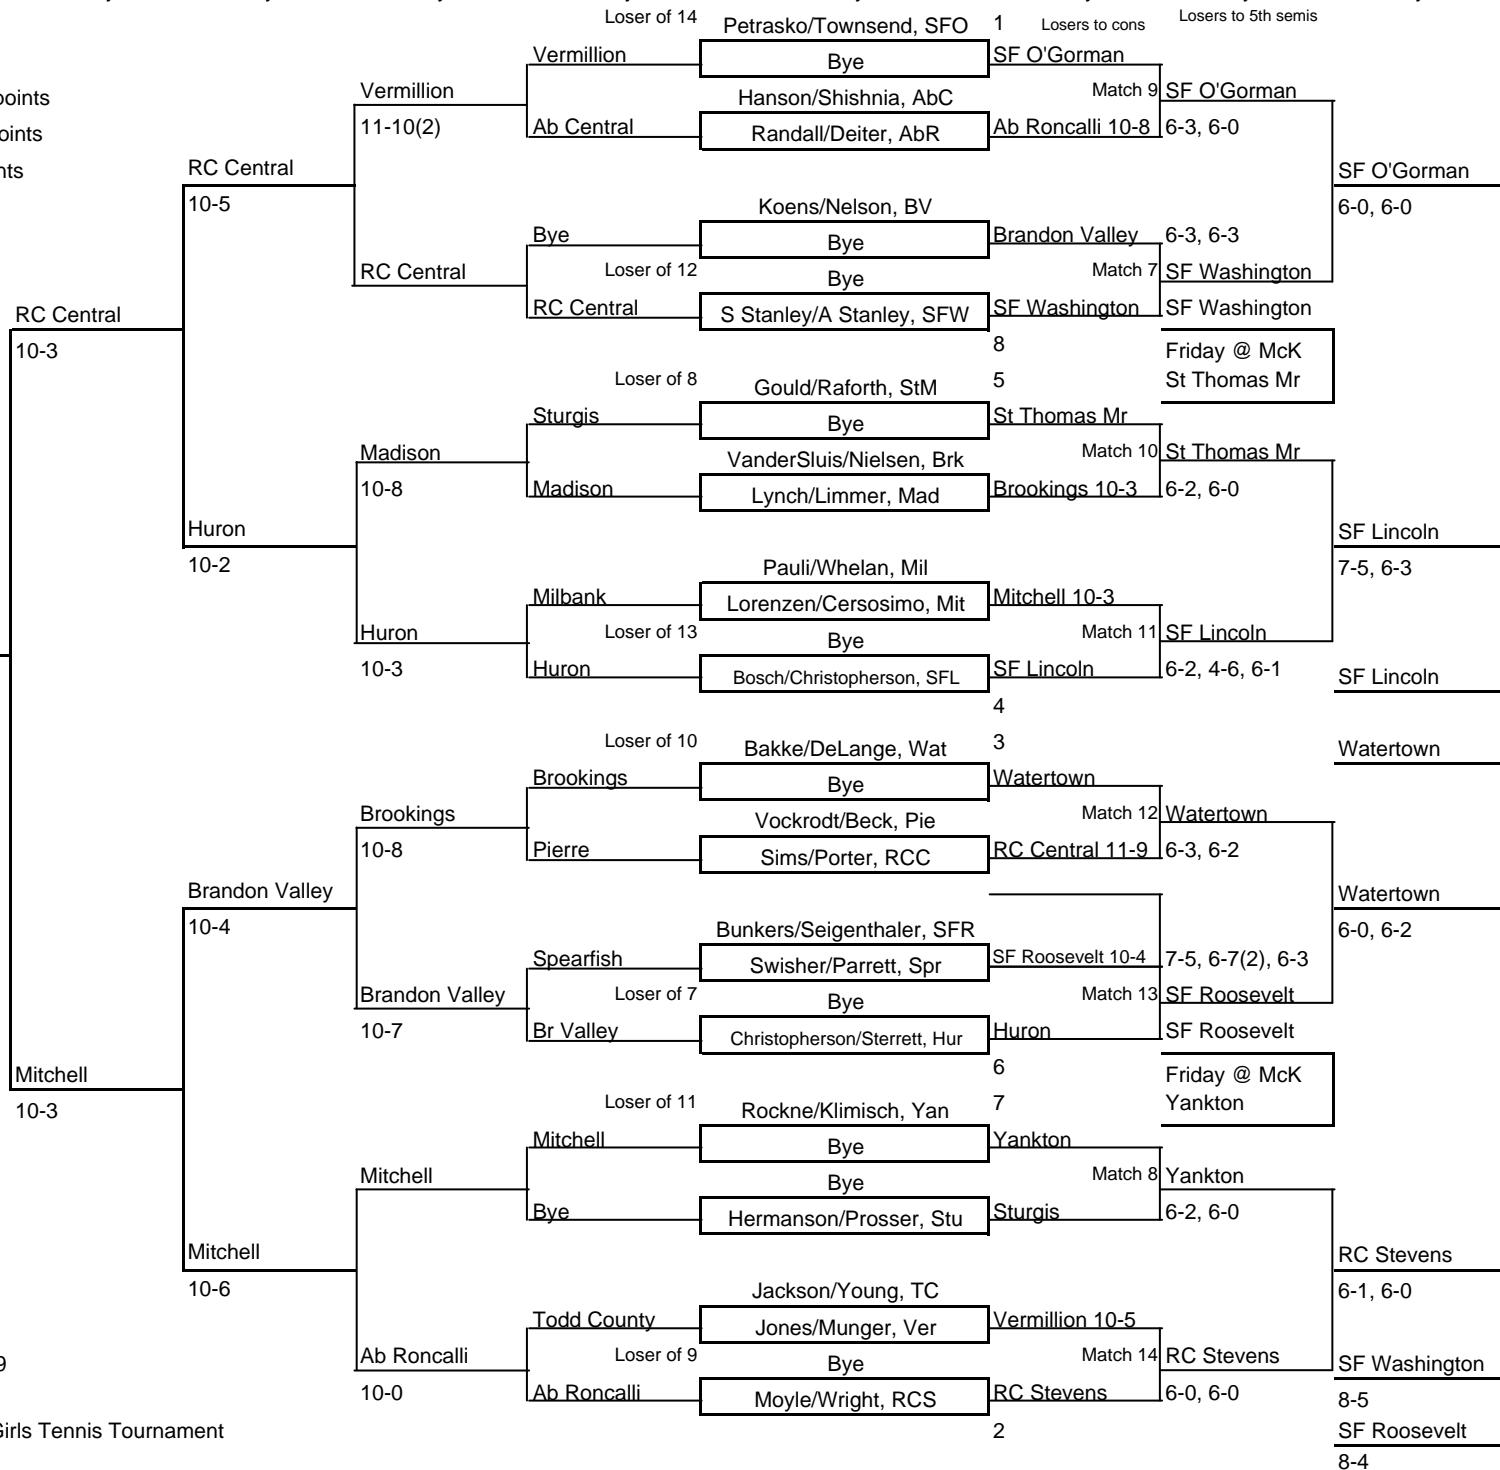 Loser of 14 Petrasko/Townsend, SFO 1 Losers to cons Losers to 5th semis
Vermillion Bye SF O'Gorman
points Vermillion Hanson/Shishnia, AbC Match 9 SF O'Gorman
points 11-10(2) Ab Central Randall/Deiter, AbR Ab Roncalli 10-8 6-3, 6-0
nts RC Central SF O'Gorman
10-5 Koens/Nelson, BV 6-0, 6-0
Bye Bye Brandon Valley 6-3, 6-3
RC Central Loser of 12 Bye Match 7 SF Washington
RC Central RC Central S Stanley/A Stanley, SFW SF Washington SF Washington
10-3 8 Friday @ McK
Loser of 8 Gould/Raforth, StM 5 St Thomas Mr
Sturgis Bye St Thomas Mr
Madison VanderSluis/Nielsen, Brk Match 10 St Thomas Mr
10-8 Madison Lynch/Limmer, Mad Brookings 10-3 6-2, 6-0
Huron SF Lincoln
10-2 Pauli/Whelan, Mil 7-5, 6-3
Milbank Lorenzen/Cersosimo, Mit Mitchell 10-3
Huron Loser of 13 Bye Match 11 SF Lincoln
10-3 Huron Bosch/Christopherson, SFL SF Lincoln 6-2, 4-6, 6-1 SF Lincoln
4
Loser of 10 Bakke/DeLange, Wat 3 Watertown
Brookings Bye Watertown
Brookings Vockrodt/Beck, Pie Match 12 Watertown
10-8 Pierre Sims/Porter, RCC RC Central 11-9 6-3, 6-2
Brandon Valley Watertown
10-4 Bunkers/Seigenthaler, SFR 6-0, 6-2
Spearfish Swisher/Parrett, Spr SF Roosevelt 10-4 7-5, 6-7(2), 6-3
Brandon Valley Loser of 7 Bye Match 13 SF Roosevelt
10-7 Br Valley Christopherson/Sterrett, Hur Huron SF Roosevelt
Mitchell 6 Friday @ McK
10-3 Loser of 11 Rockne/Klimisch, Yan 7 Yankton
Mitchell Bye Yankton
Mitchell Bye Match 8 Yankton
Bye Hermanson/Prosser, Stu Sturgis 6-2, 6-0
Mitchell RC Stevens
10-6 Jackson/Young, TC 6-1, 6-0
Todd County Jones/Munger, Ver Vermillion 10-5
9 Ab Roncalli Loser of 9 Bye Match 14 RC Stevens SF Washington
10-0 Ab Roncalli Moyle/Wright, RCS RC Stevens 6-0, 6-0 8-5
Girls Tennis Tournament 2 SF Roosevelt
8-4